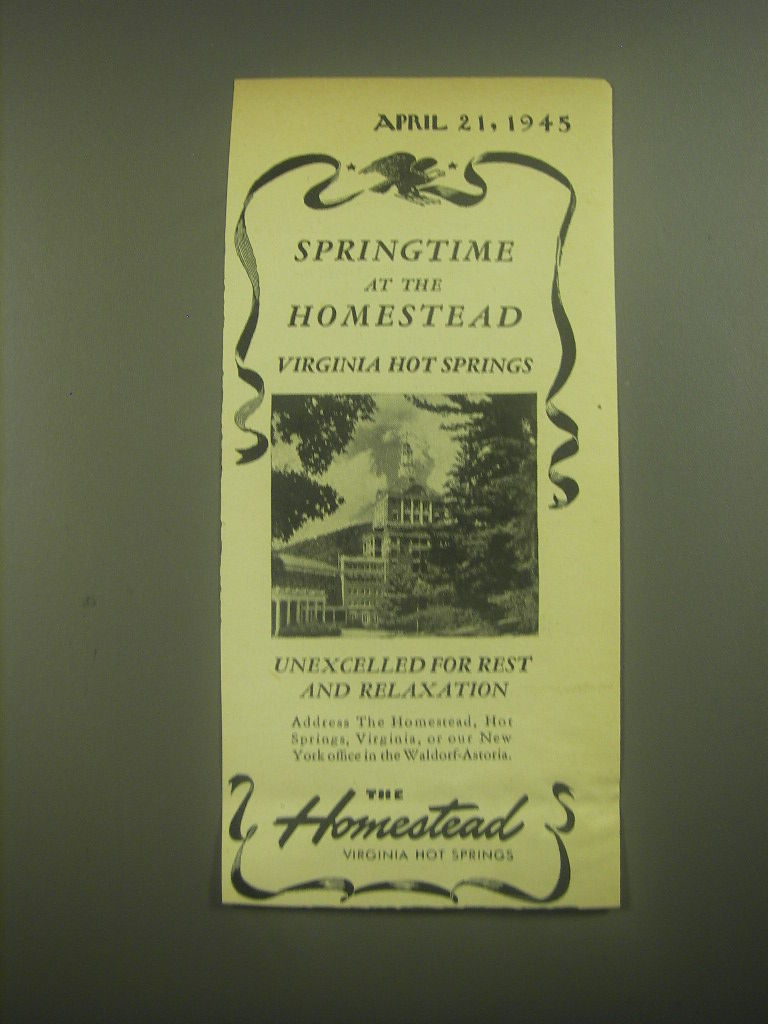 APRIL 21, 1945
SPRINGTIME
AT THE
HOMESTEAD
VIRGINIA HOT SPRINGS
UNEXCELLED FOR REST
AND RELAXATION
Address The Homestead, Hot
Springs, Virginia, or our New
York office in the Waldorf-Astoria.
THE
Homestead
VIRGINIA HOT SPRINGS